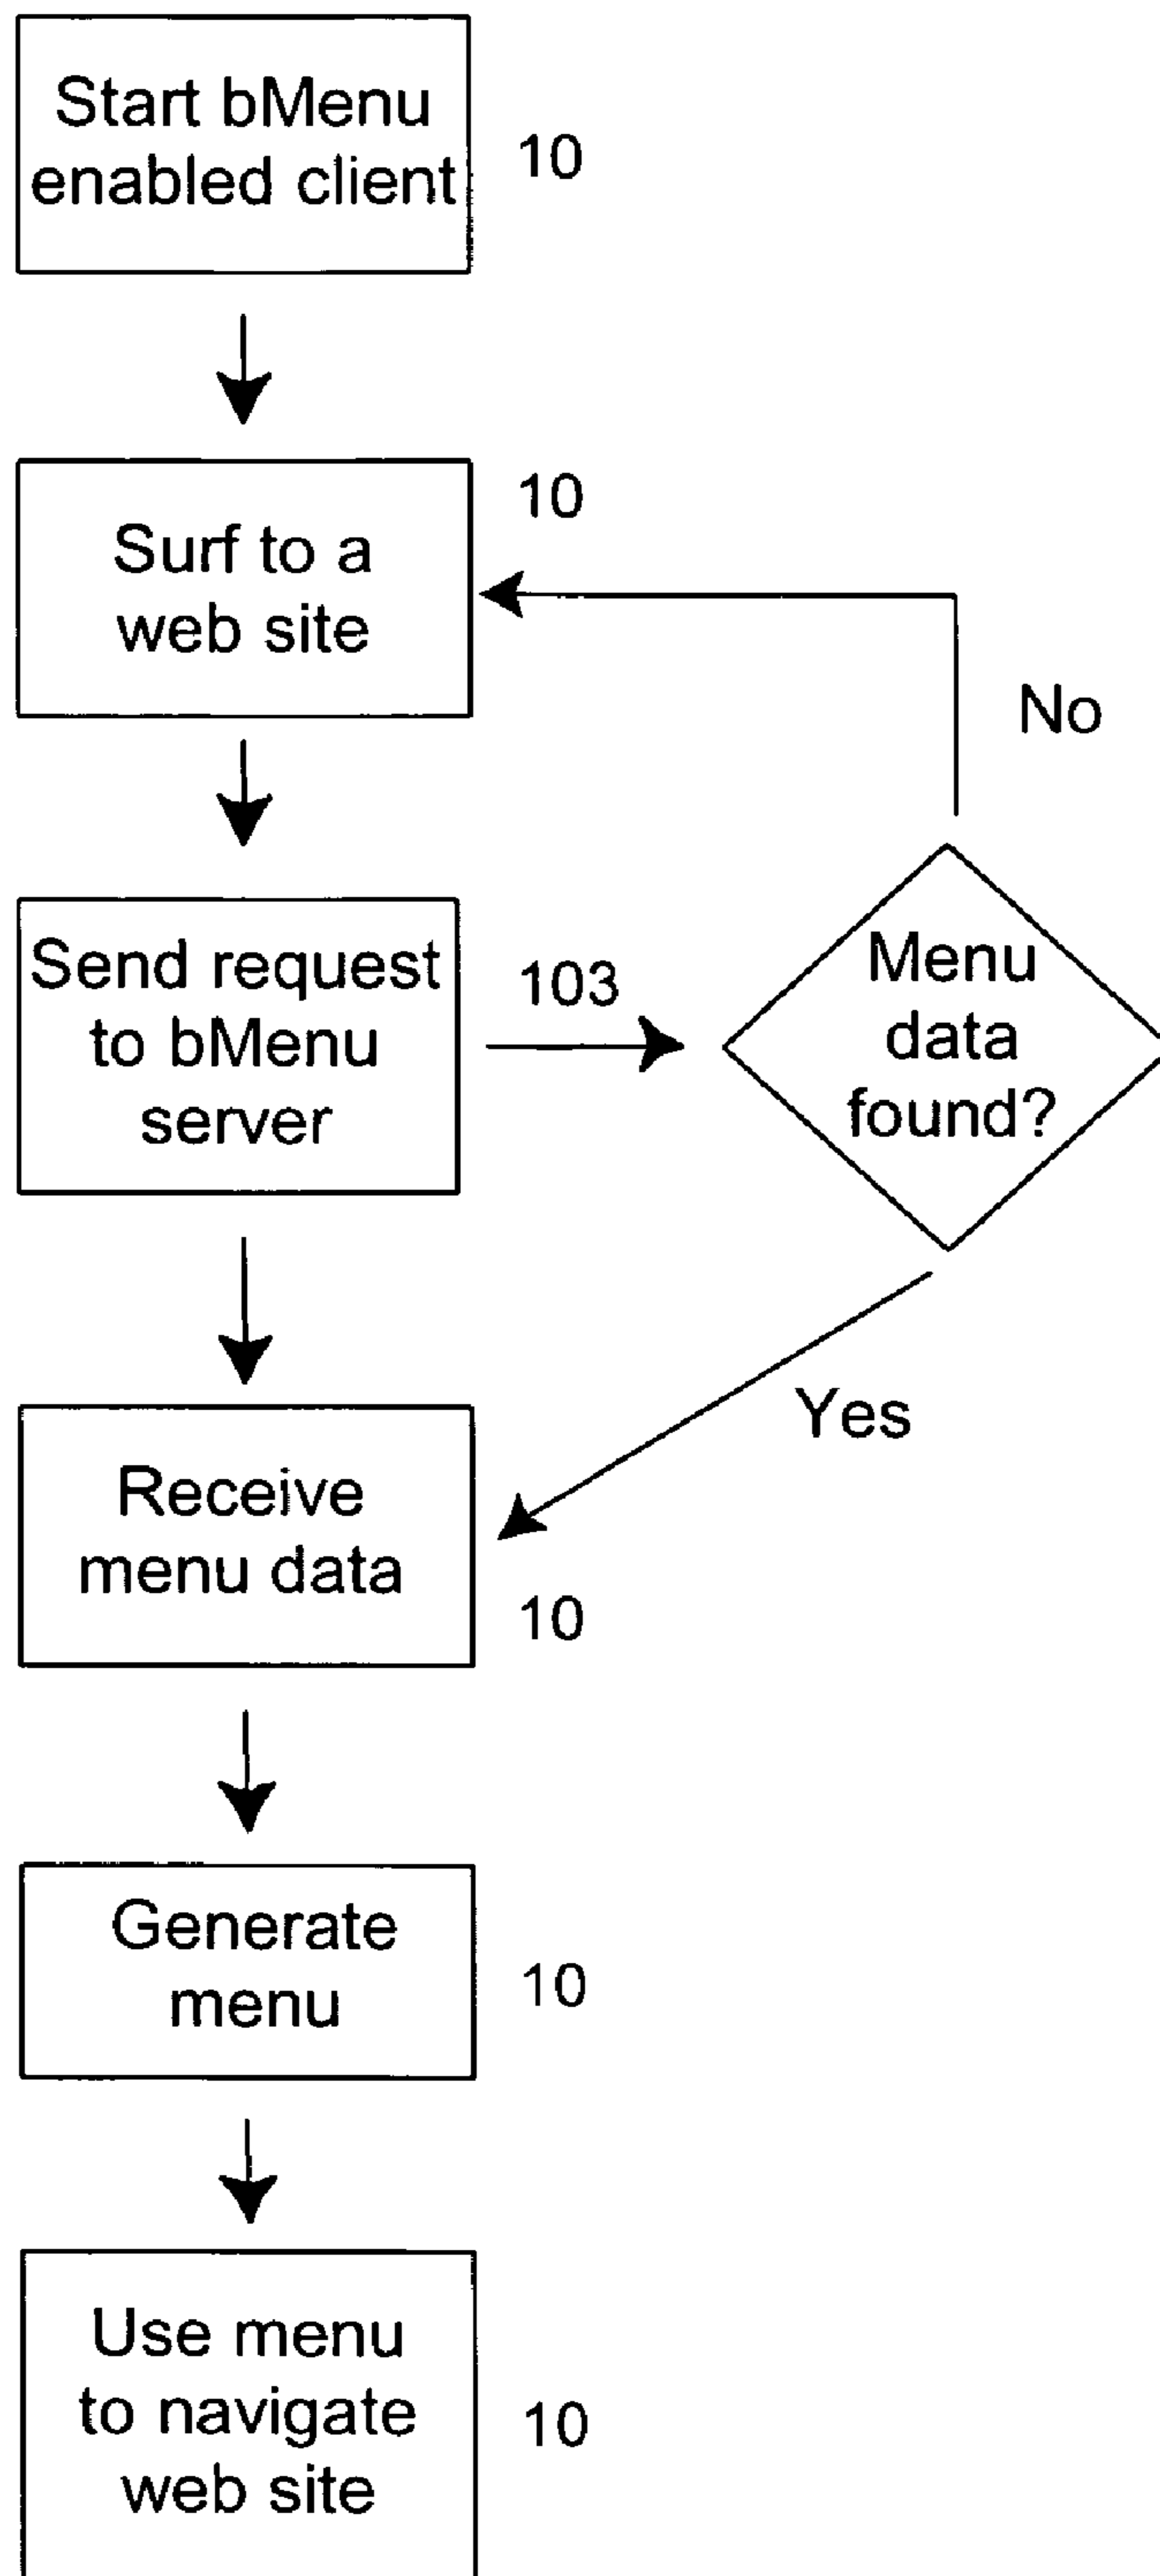 Start bMenu
enabled client
10
Surf to a
web site
10
No
Send request
to bMenu
server
103
Menu
data
found?
Yes
Receive
menu data
10
Generate
menu
10
Use menu
to navigate
web site
10